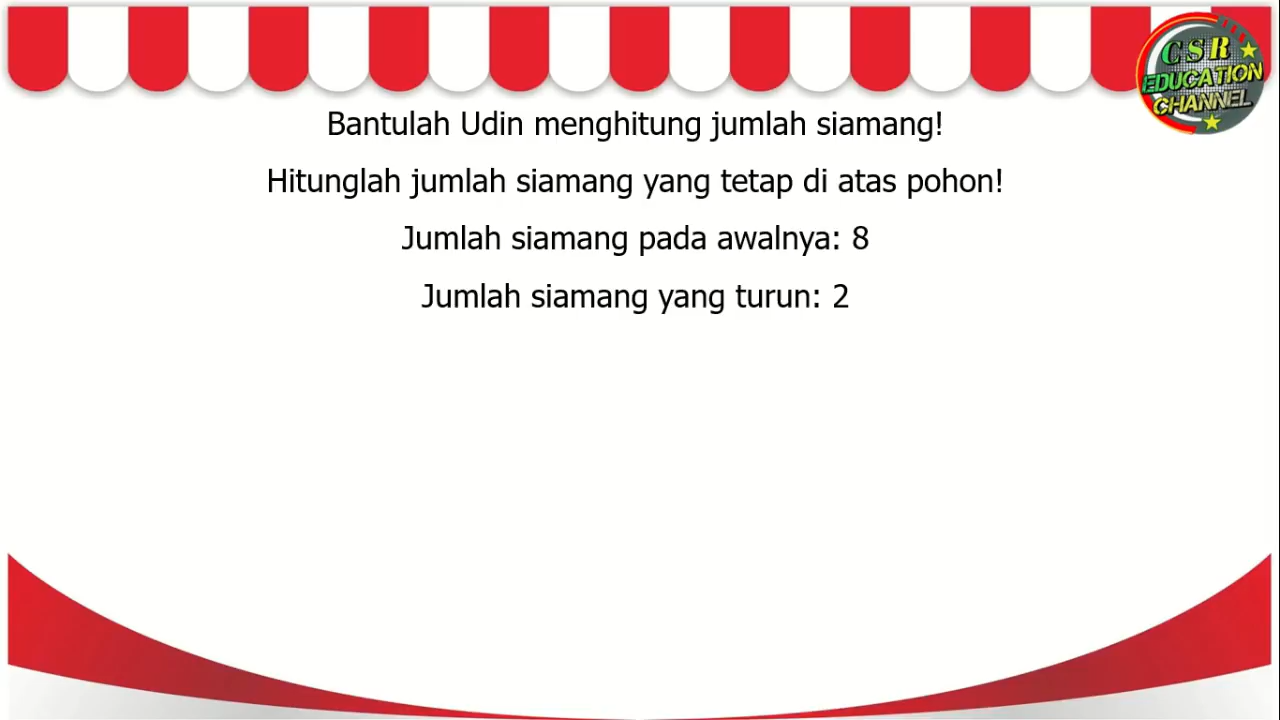 CSR
EDUCATION
CHANNEL
Bantulah Udin menghitung jumlah siamang!
Hitunglah jumlah siamang yang tetap di atas pohon!
Jumlah siamang pada awalnya: 8
Jumlah siamang yang turun: 2